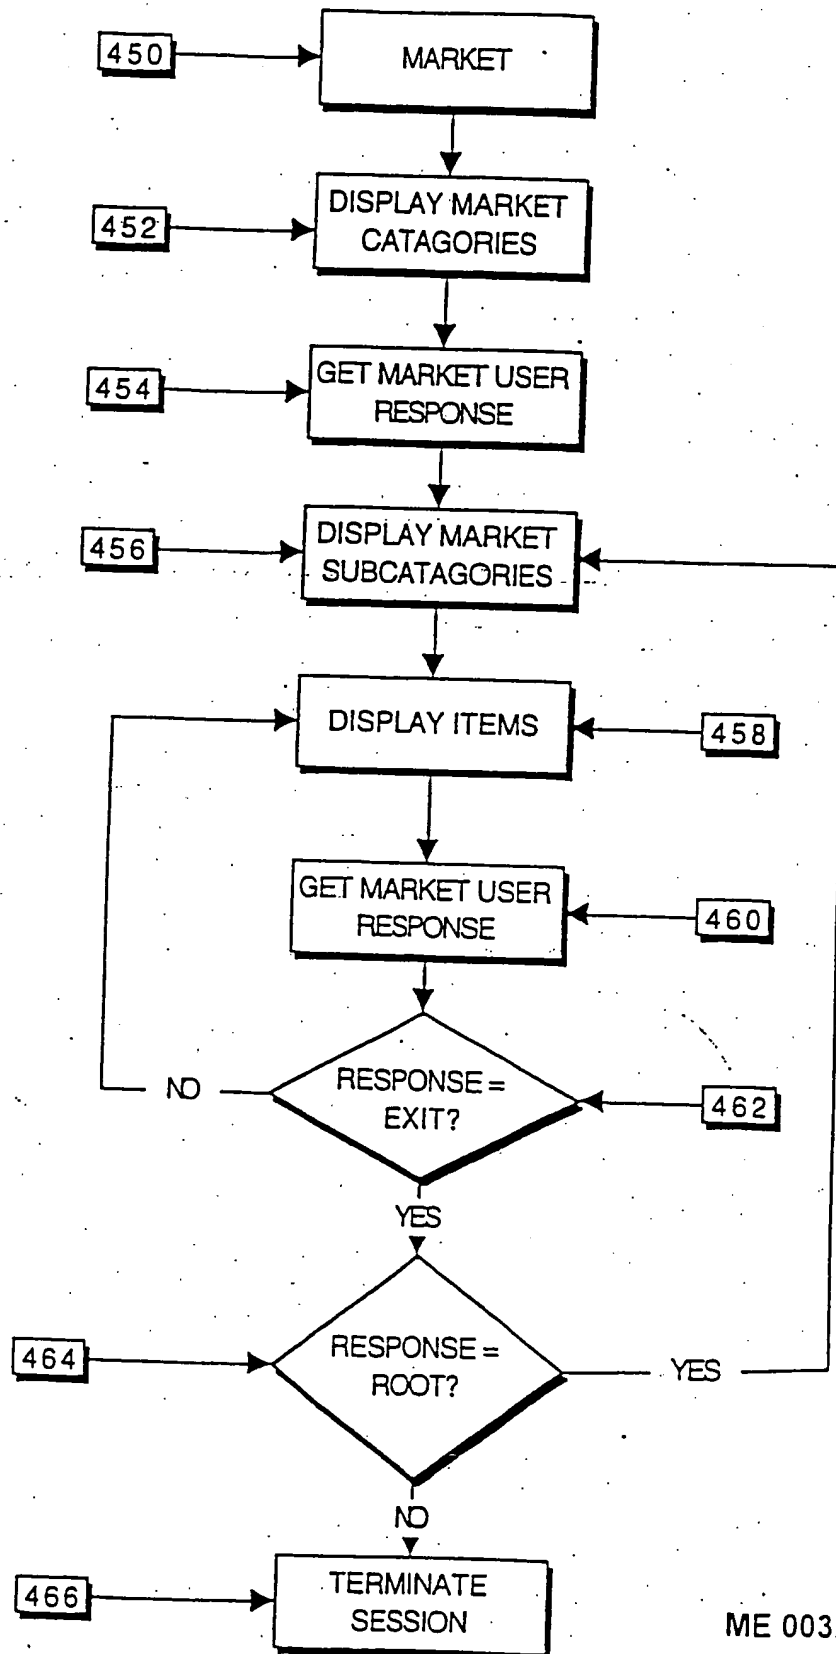 450
MARKET
452
DISPLAY MARKET
CATAGORIES
454
GET MARKET USER
RESPONSE
456
DISPLAY MARKET
SUBCATAGORIES
DISPLAY ITEMS
458
GET MARKET USER
RESPONSE
460
NO
RESPONSE =
EXIT?
462
YES
464
RESPONSE =
ROOT?
YES
NO
466
TERMINATE
SESSION
ME 003